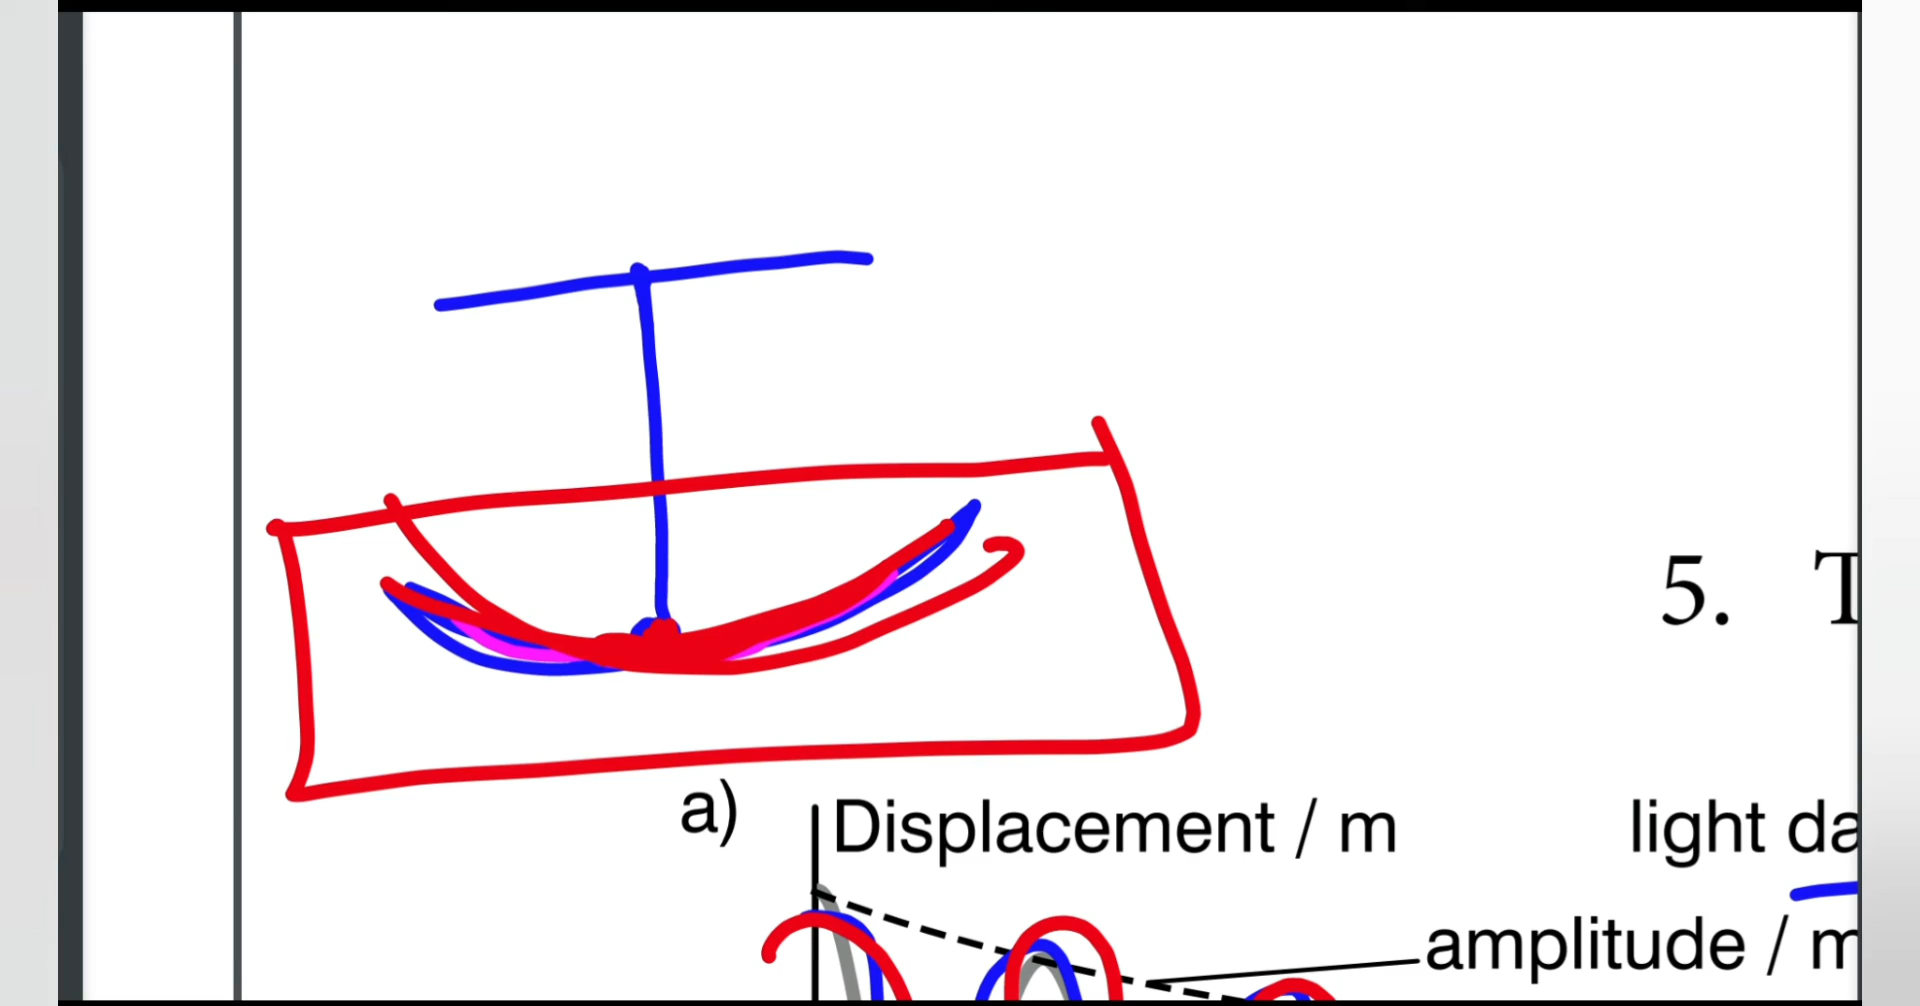 5.
a)
Displacement / m
light da
amplitude / m